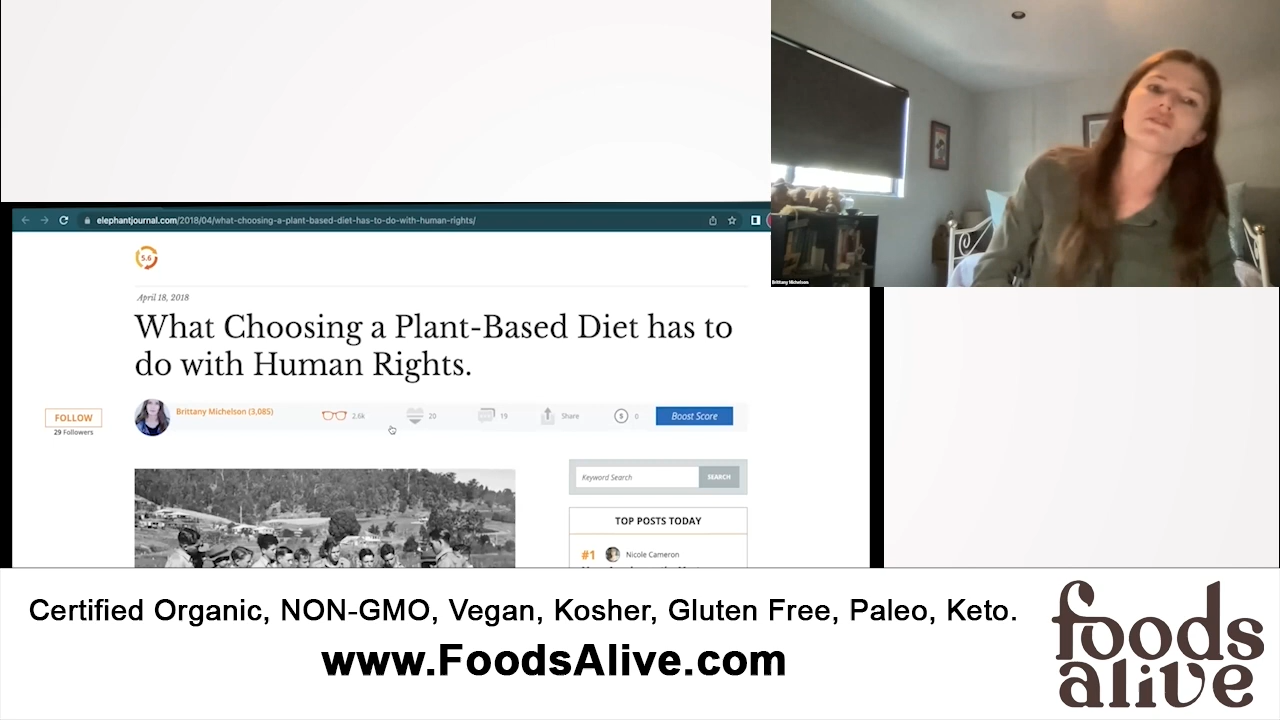 Brittany Michelson
elephantjournal.com/2018/04/what-choosing-a-plant-based-diet-has-to-do-with-human-rights/
5.6
April 18, 2018
What Choosing a Plant-Based Diet has to
do with Human Rights.
FOLLOW
29 Followers
Brittany Michelson (3,085)
2.6k
20
19
Share
$
0
Boost Score
Keyword Search
SEARCH
TOP POSTS TODAY
#1 Nicole Cameron
Certified Organic, NON-GMO, Vegan, Kosher, Gluten Free, Paleo, Keto.
www.FoodsAlive.com
foods
alive